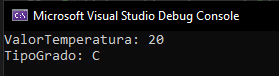 Microsoft Visual Studio Debug Console
ValorTemperatura: 20
TipoGrado: C